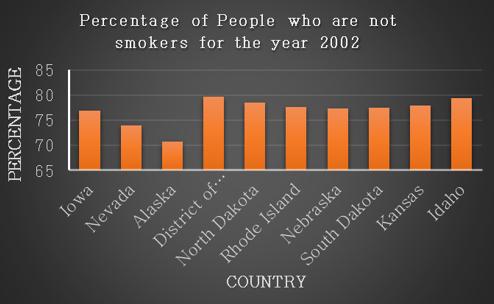 Percentage of People who are not
smokers for the year 2002
PERCENTAGE
85
80
75
70
65
Iowa
Nevada
Alaska
District of...
North Dakota
Rhode Island
Nebraska
South Dakota
Kansas
Idaho
COUNTRY